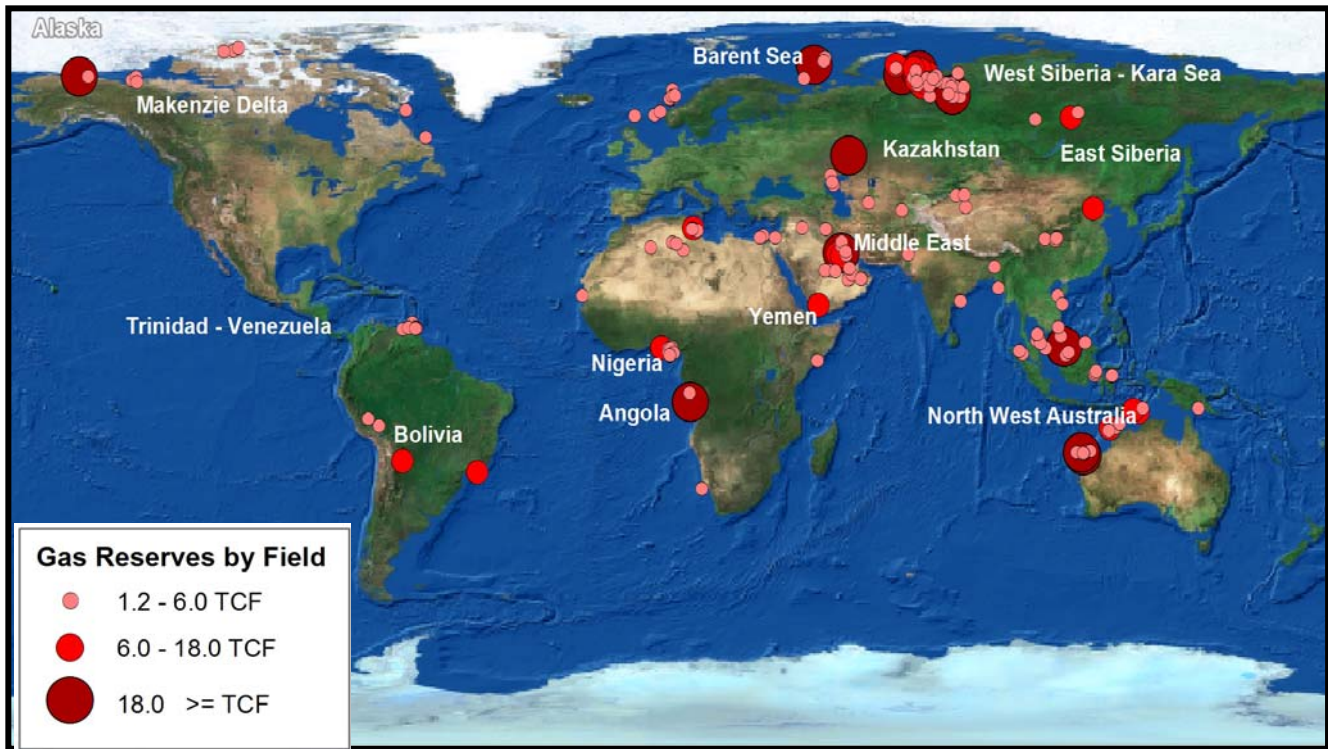 Alaska
Barent Sea
West Siberia - Kara Sea
Makenzie Delta
Kazakhstan
East Siberia
Middle East
Yemen
Trinidad - Venezuela
Nigeria
Angola
North West Australia
Bolivia
Gas Reserves by Field
1.2 - 6.0 TCF
6.0 - 18.0 TCF
18.0 >= TCF